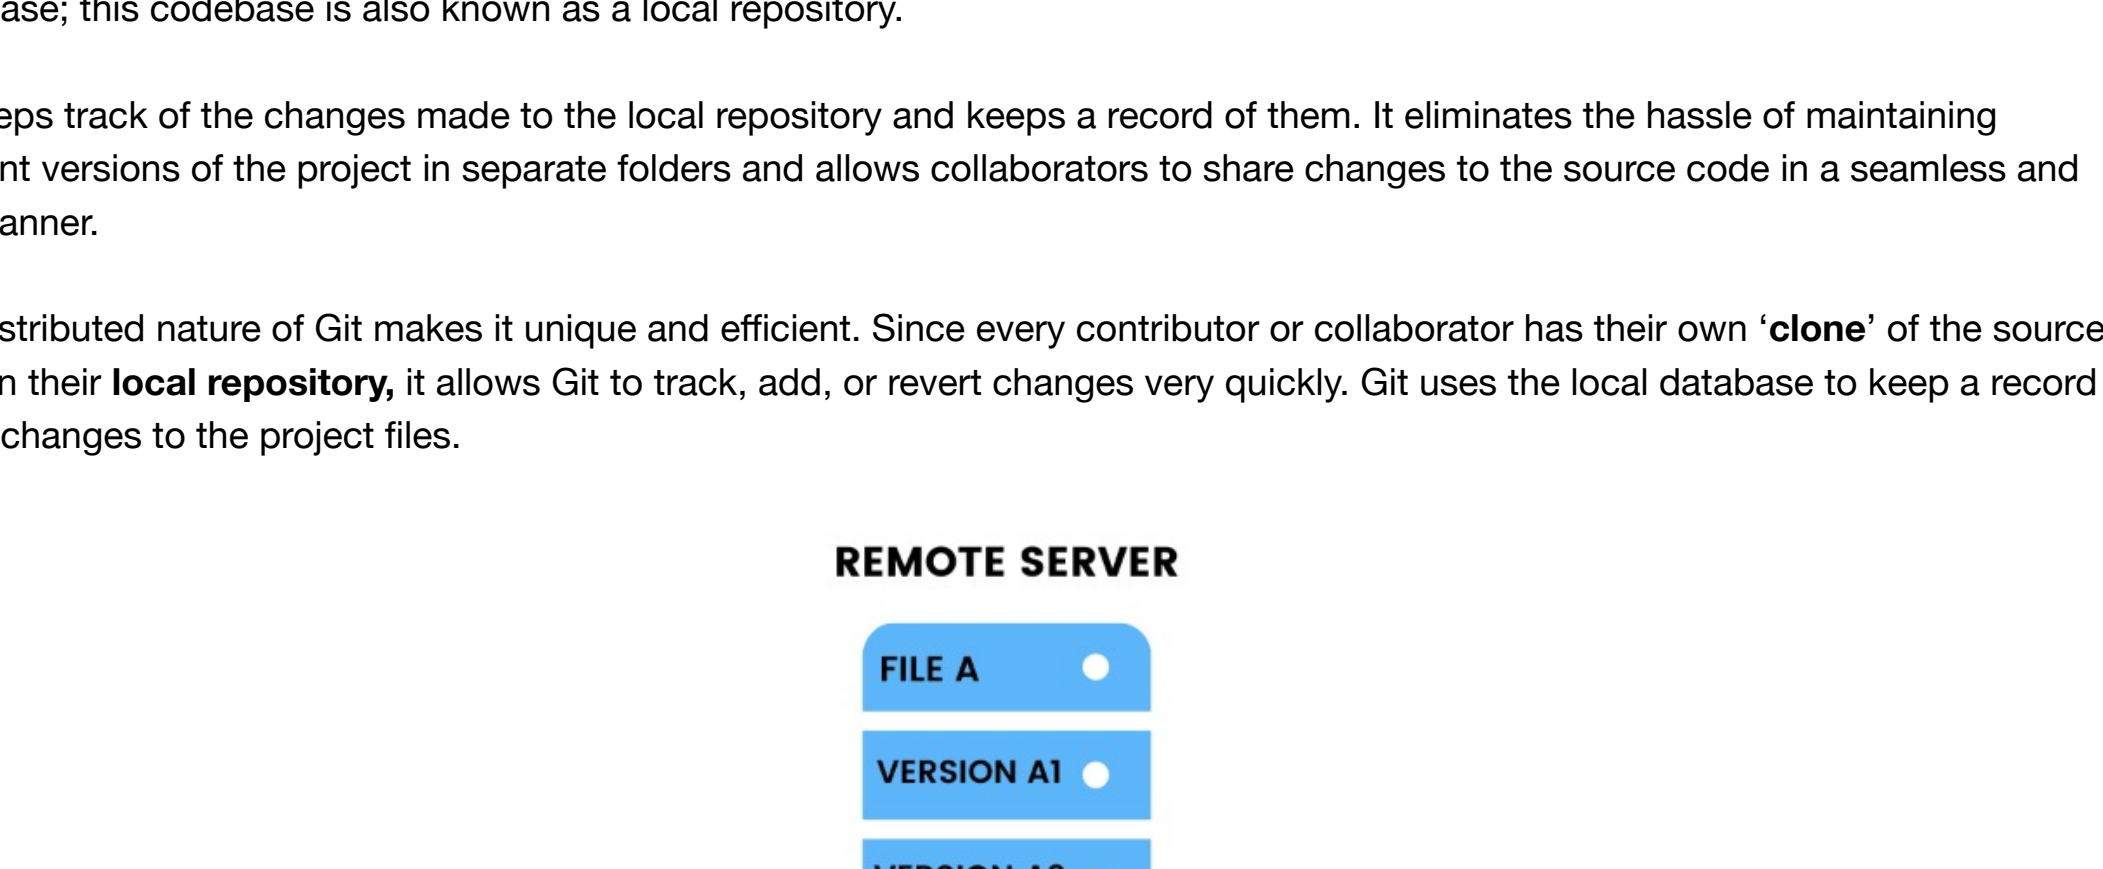 ase; this codebase is also known as a local repository.
eps track of the changes made to the local repository and keeps a record of them. It eliminates the hassle of maintaining
nt versions of the project in separate folders and allows collaborators to share changes to the source code in a seamless and
anner.
stributed nature of Git makes it unique and efficient. Since every contributor or collaborator has their own ‘clone’ of the source
n their local repository, it allows Git to track, add, or revert changes very quickly. Git uses the local database to keep a record
changes to the project files.
REMOTE SERVER
FILE A
VERSION A1
VERSION